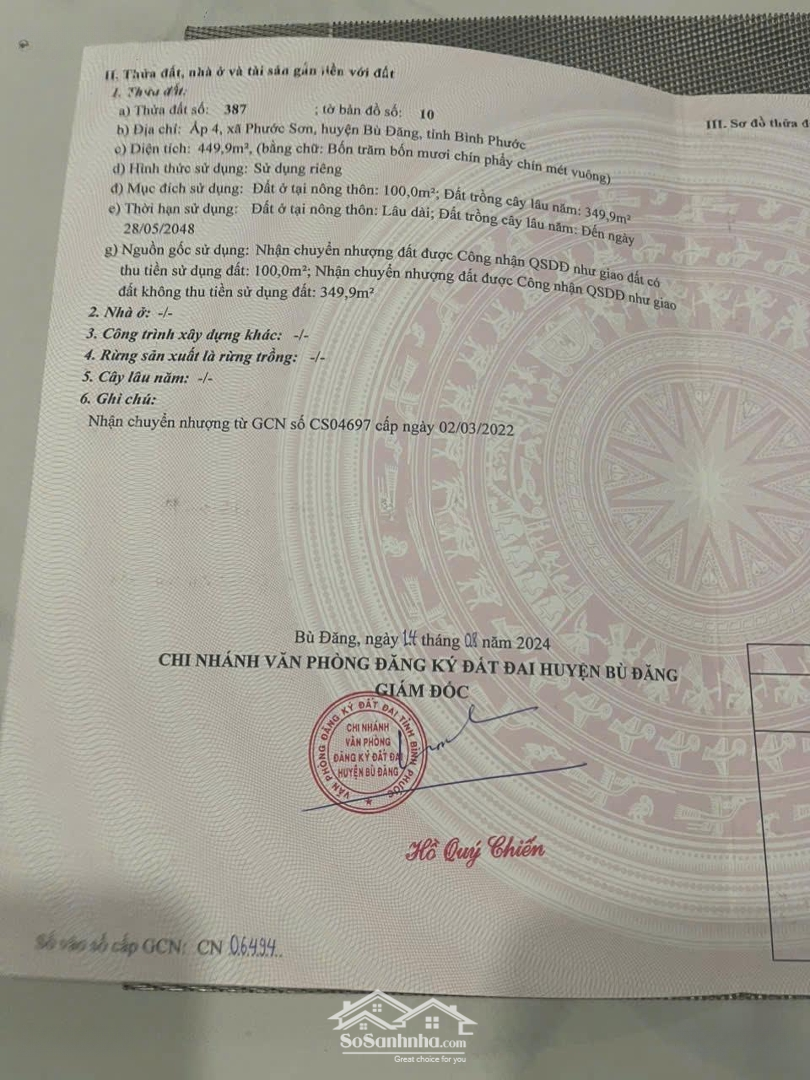 II. Thửa đất, nhà ở và tài sản gắn liền với đất
1. Thửa đất:
a) Thửa đất số: 387 ; tờ bản đồ số: 10
b) Địa chỉ: Ấp 4, xã Phước Sơn, huyện Bù Đăng, tỉnh Bình Phước
c) Diện tích: 449,9m², (bằng chữ: Bốn trăm bốn mươi chín phẩy chín mét vuông)
d) Hình thức sử dụng: Sử dụng riêng
đ) Mục đích sử dụng: Đất ở tại nông thôn: 100,0m²; Đất trồng cây lâu năm: 349,9m²
e) Thời hạn sử dụng: Đất ở tại nông thôn: Lâu dài; Đất trồng cây lâu năm: Đến ngày
28/05/2048
g) Nguồn gốc sử dụng: Nhận chuyển nhượng đất được Công nhận QSDĐ như giao đất có
thu tiền sử dụng đất: 100,0m²; Nhận chuyển nhượng đất được Công nhận QSDĐ như giao
đất không thu tiền sử dụng đất: 349,9m²
2. Nhà ở: -/-
3. Công trình xây dựng khác: -/-
4. Rừng sản xuất là rừng trồng: -/-
5. Cây lâu năm: -/-
6. Ghi chú:
Nhận chuyển nhượng từ GCN số CS04697 cấp ngày 02/03/2022
III. Sơ đồ thửa đ
Bù Đăng, ngày 14 tháng 08 năm 2024
CHI NHÁNH VĂN PHÒNG ĐĂNG KÝ ĐẤT ĐAI HUYỆN BÙ ĐĂNG
GIÁM ĐỐC
VĂN PHÒNG ĐĂNG KÝ ĐẤT ĐAI TỈNH BÌNH PHƯỚC
CHI NHÁNH
VĂN PHÒNG
ĐĂNG KÝ ĐẤT ĐAI
HUYỆN BÙ ĐĂNG
Hồ Quý Chiến
Số vào sổ cấp GCN: CN 06494..
SoSanhnha.com
Great choice for you